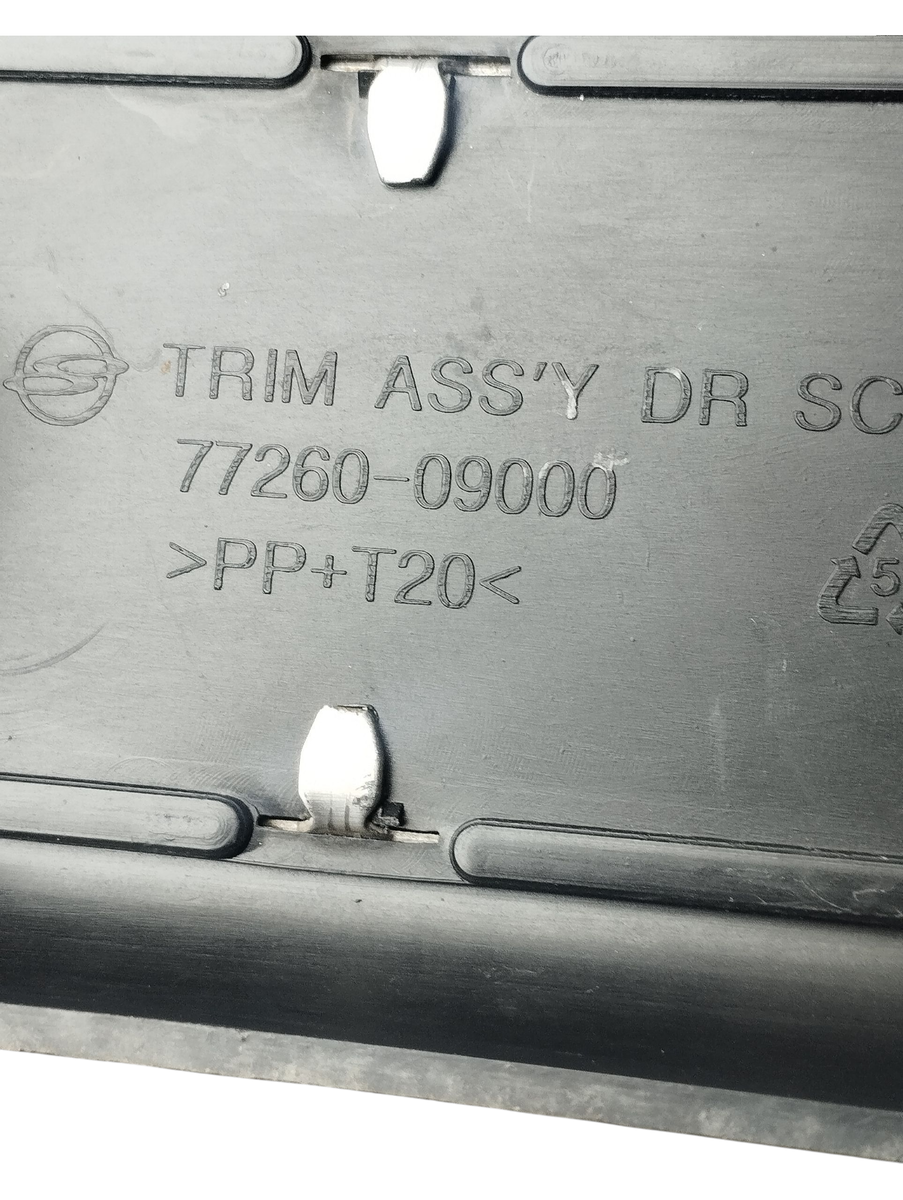 TRIM ASS'Y DR SC
77260-09000
>PP+T20<
5